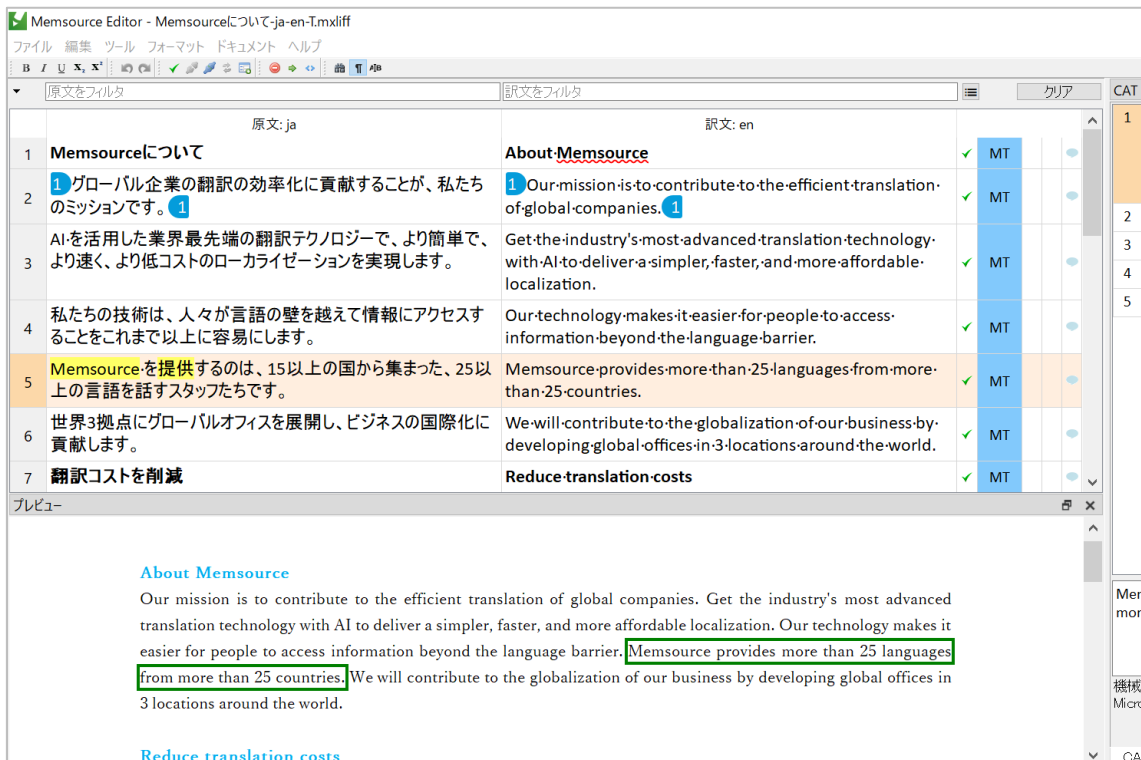 Memsource Editor - Memsourceについて-ja-en-T.mxliff
ファイル 編集 ツール フォーマット ドキュメント ヘルプ
B I U X₂ X²
原文をフィルタ 訳文をフィルタ クリア CAT
原文: ja 訳文: en
1 Memsourceについて About·Memsource MT
2 1グローバル企業の翻訳の効率化に貢献することが、私たち
のミッションです。1
1Our·mission·is·to·contribute·to·the·efficient·translation·
of·global·companies.1
MT
3 AI·を活用した業界最先端の翻訳テクノロジーで、より簡単で、
より速く、より低コストのローカライゼーションを実現します。
Get·the·industry's·most·advanced·translation·technology·
with·AI·to·deliver·a·simpler,·faster,·and·more·affordable·
localization.
MT
4 私たちの技術は、人々が言語の壁を越えて情報にアクセスす
ることをこれまで以上に容易にします。
Our·technology·makes·it·easier·for·people·to·access·
information·beyond·the·language·barrier.
MT
5 Memsource·を提供するのは、15以上の国から集まった、25以
上の言語を話すスタッフたちです。
Memsource·provides·more·than·25·languages·from·more·
than·25·countries.
MT
6 世界3拠点にグローバルオフィスを展開し、ビジネスの国際化に
貢献します。
We·will·contribute·to·the·globalization·of·our·business·by·
developing·global·offices·in·3·locations·around·the·world.
MT
7 翻訳コストを削減 Reduce·translation·costs MT
1
2
3
4
5
プレビュー
About Memsource
Our mission is to contribute to the efficient translation of global companies. Get the industry's most advanced
translation technology with AI to deliver a simpler, faster, and more affordable localization. Our technology makes it
easier for people to access information beyond the language barrier. Memsource provides more than 25 languages
from more than 25 countries. We will contribute to the globalization of our business by developing global offices in
3 locations around the world.
Reduce translation costs
Mem
mor
機械
Micro
CA